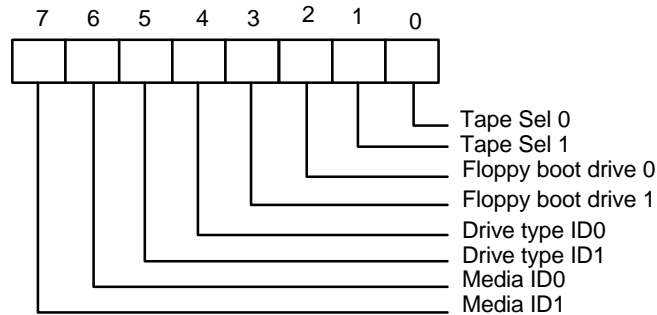 7 6 5 4 3 2 1 0
Tape Sel 0
Tape Sel 1
Floppy boot drive 0
Floppy boot drive 1
Drive type ID0
Drive type ID1
Media ID0
Media ID1